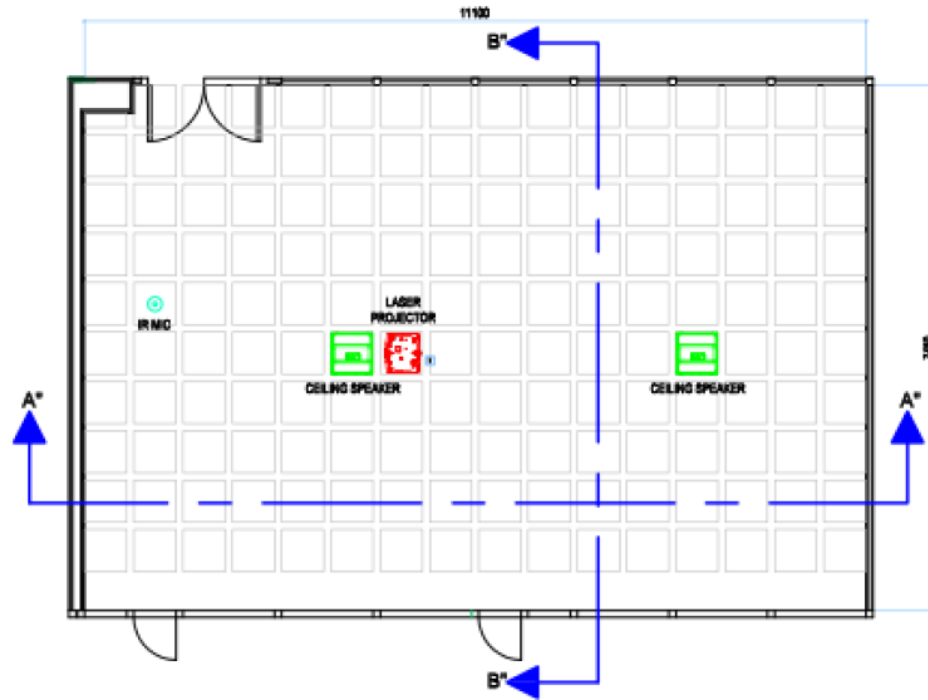 11100
B"
LASER
PROJECTOR
IR MIC
CEILING SPEAKER
CEILING SPEAKER
A"
A"
B"